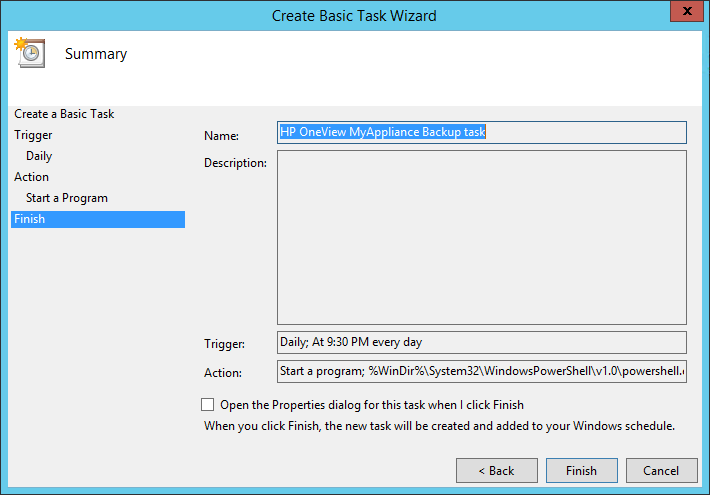 Create Basic Task Wizard
x
Summary
Create a Basic Task
Trigger
Daily
Action
Start a Program
Finish
Name:
HP OneView MyAppliance Backup task
Description:
Trigger:
Daily; At 9:30 PM every day
Action:
Start a program; %WinDir%\System32\WindowsPowerShell\v1.0\powershell.e
Open the Properties dialog for this task when I click Finish
When you click Finish, the new task will be created and added to your Windows schedule.
< Back
Finish
Cancel